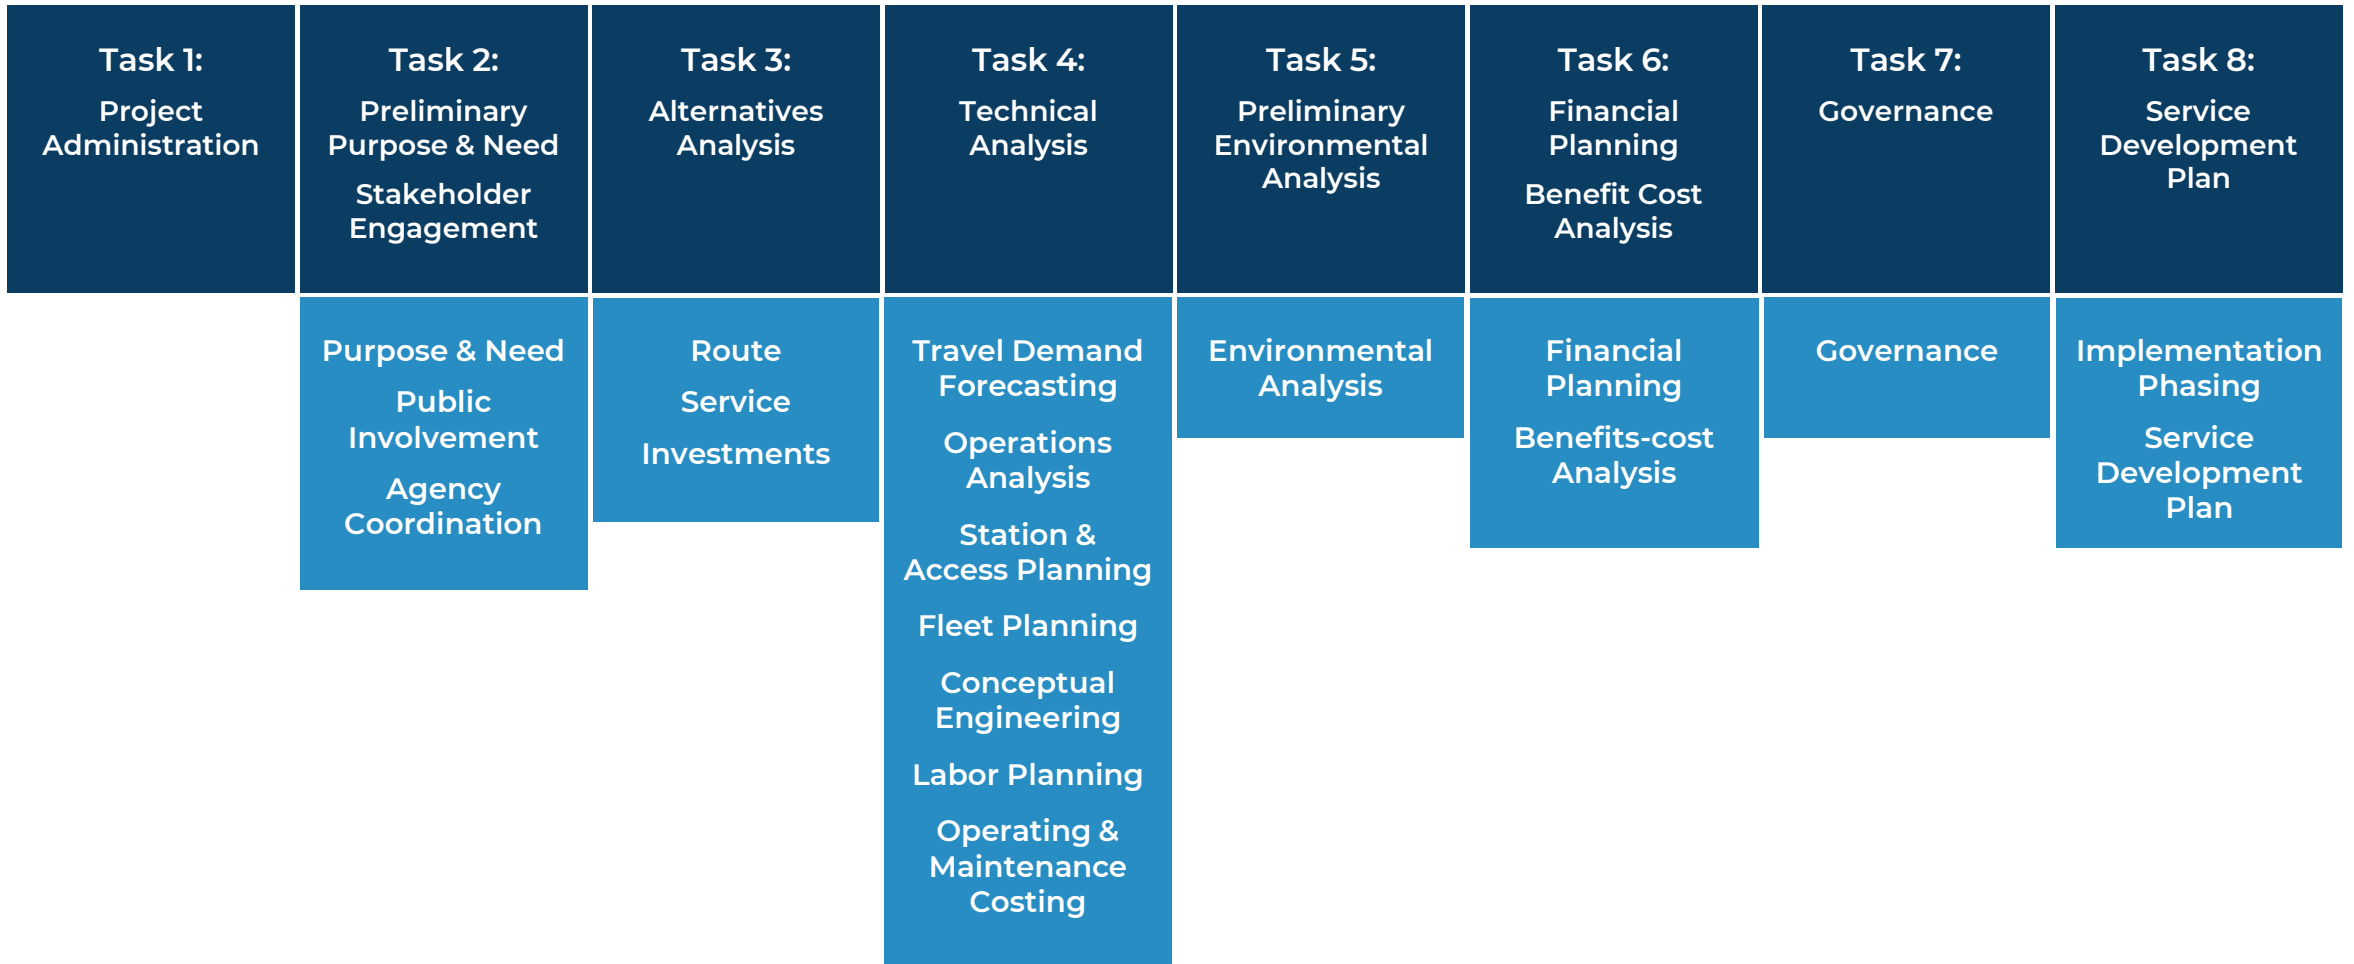 Task 1:
Project
Administration
Task 2:
Preliminary
Purpose & Need
Stakeholder
Engagement
Task 3:
Alternatives
Analysis
Task 4:
Technical
Analysis
Task 5:
Preliminary
Environmental
Analysis
Task 6:
Financial
Planning
Benefit Cost
Analysis
Task 7:
Governance
Task 8:
Service
Development
Plan
Purpose & Need
Public
Involvement
Agency
Coordination
Route
Service
Investments
Travel Demand
Forecasting
Operations
Analysis
Station &
Access Planning
Fleet Planning
Conceptual
Engineering
Labor Planning
Operating &
Maintenance
Costing
Environmental
Analysis
Financial
Planning
Benefits-cost
Analysis
Governance
Implementation
Phasing
Service
Development
Plan